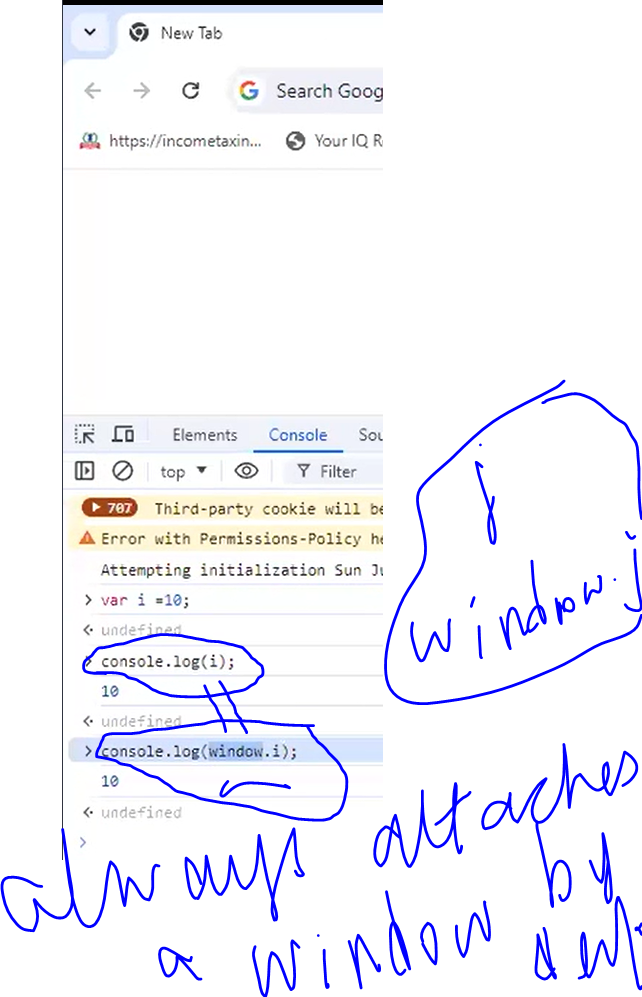 New Tab
Search Goog
https://incometaxin...
Your IQ R
Elements Console Sou
top Filter
707 Third-party cookie will be
Error with Permissions-Policy he
Attempting initialization Sun Ju
> var i =10;
undefined
> console.log(i);
10
undefined
> console.log(window.i);
10
undefined
>
j
window.j
always attaches
a window by